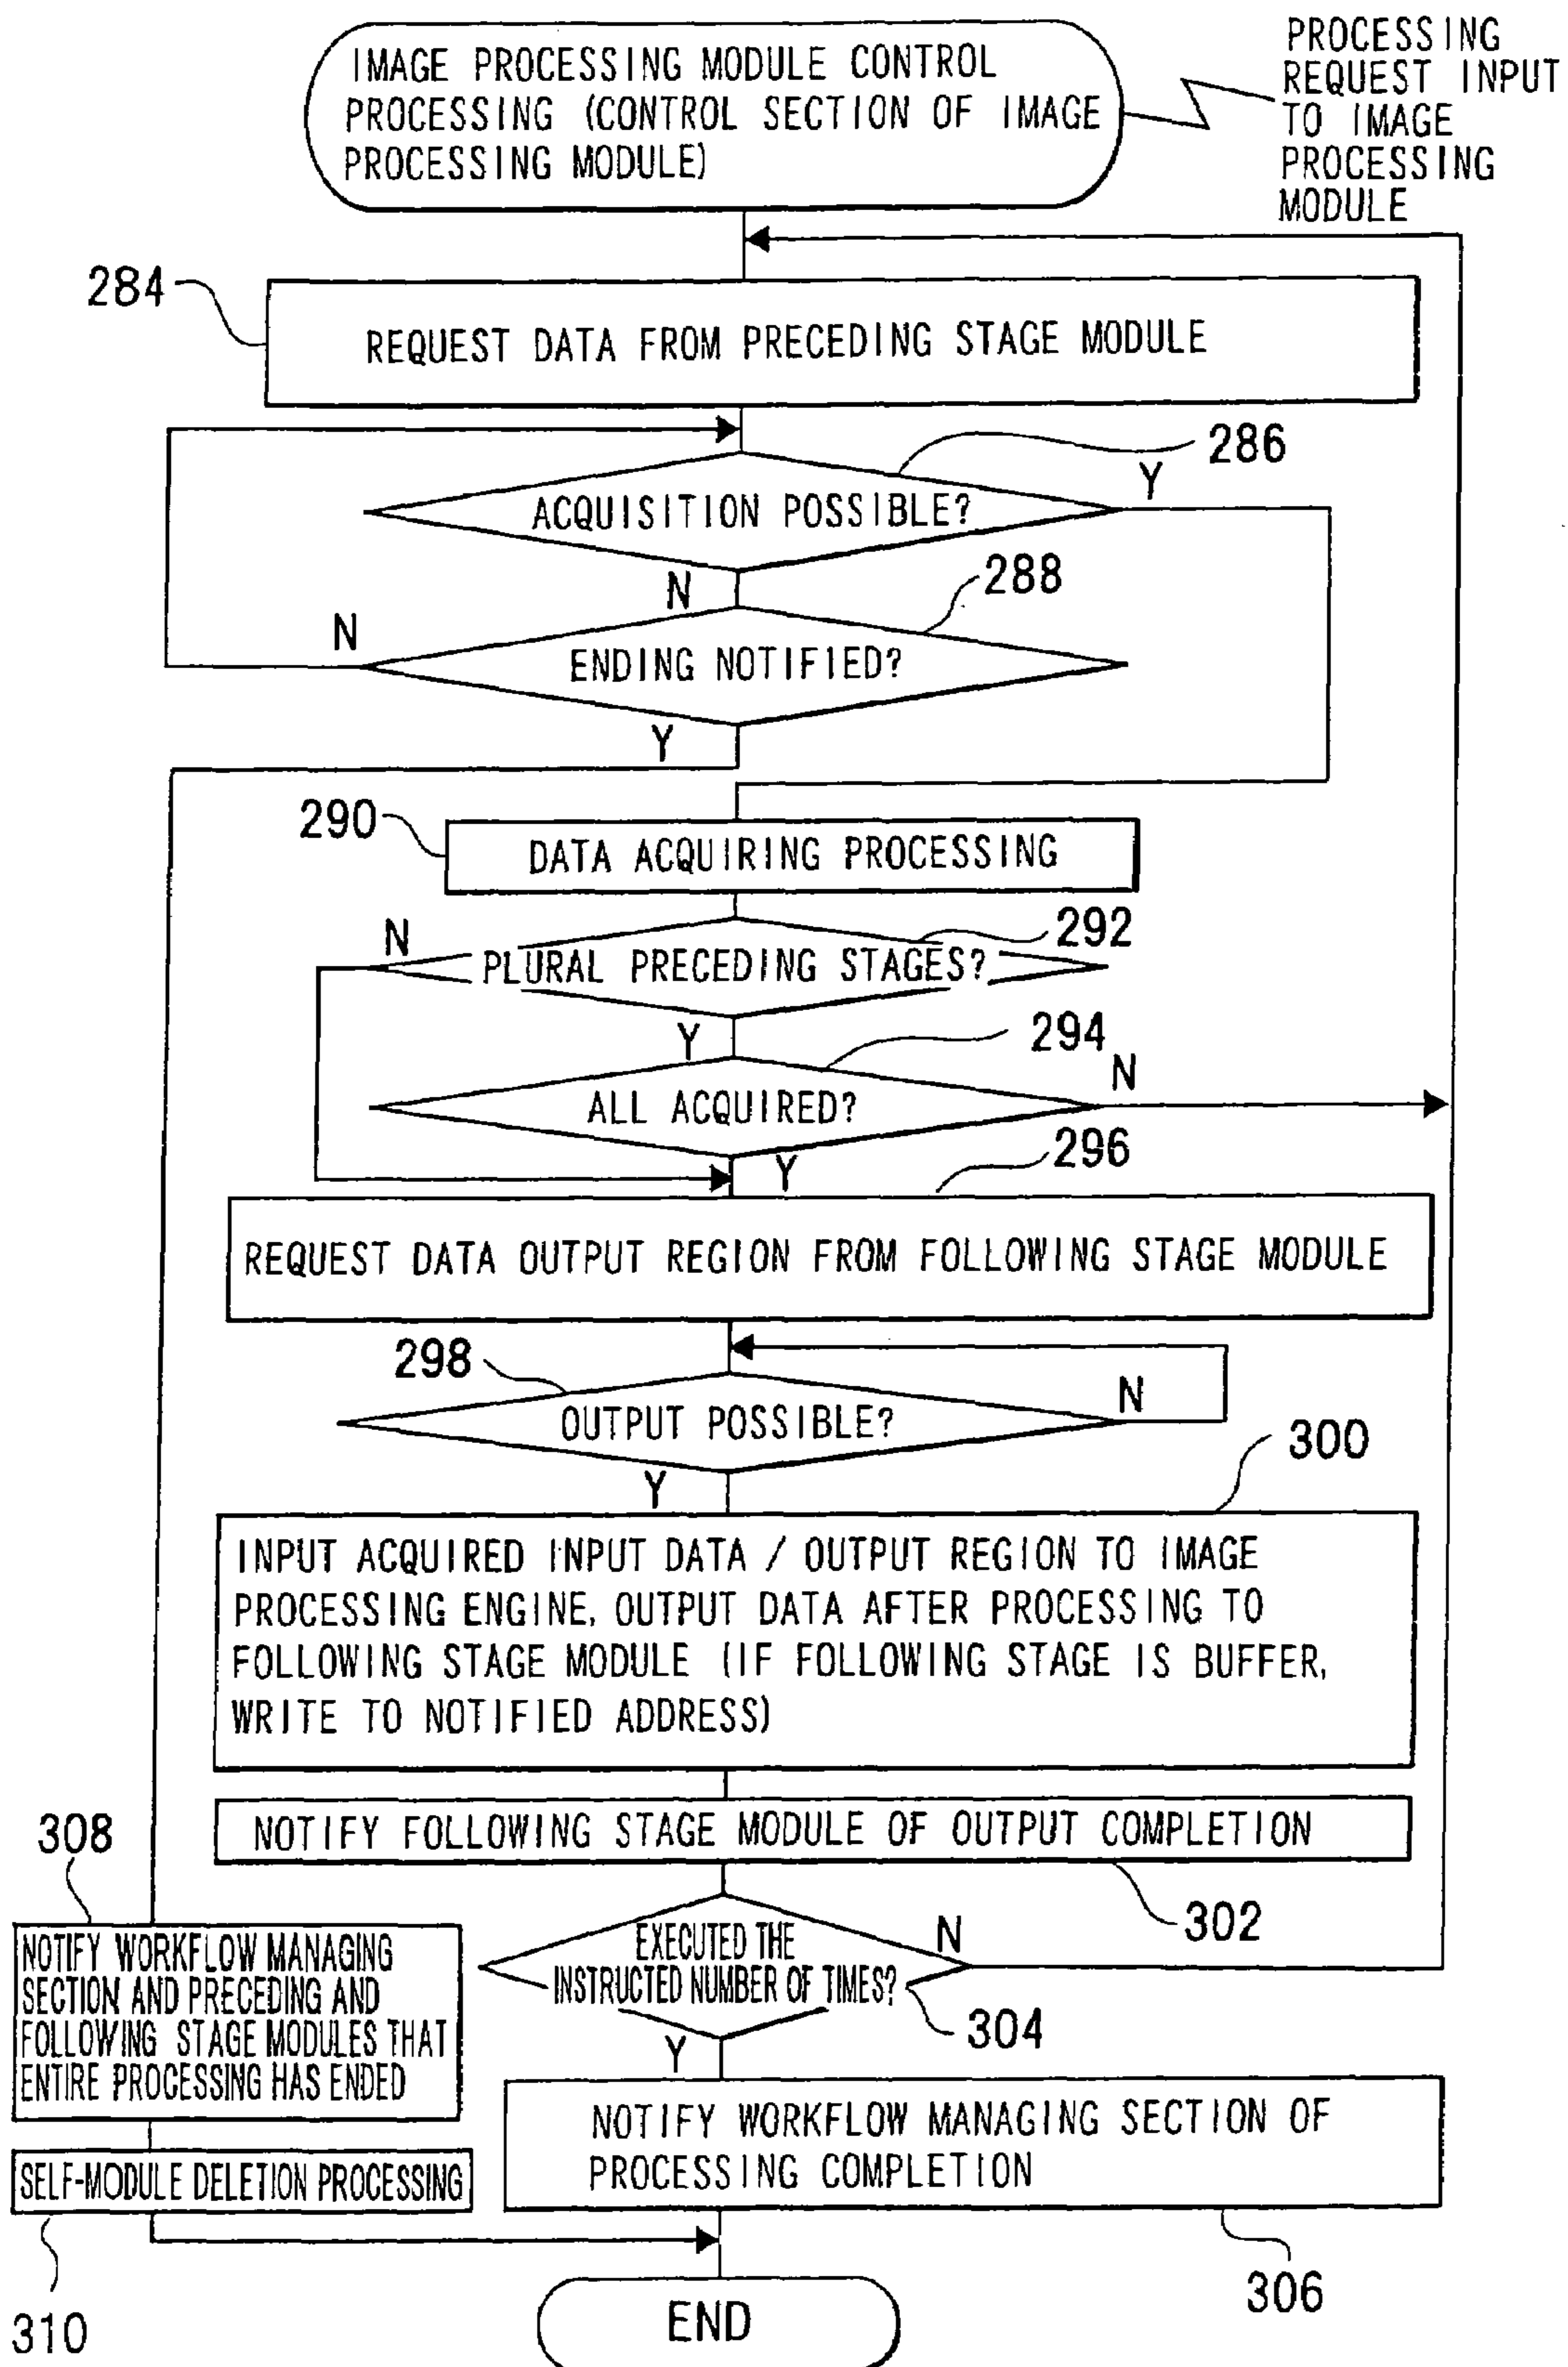 IMAGE PROCESSING MODULE CONTROL
PROCESSING (CONTROL SECTION OF IMAGE
PROCESSING MODULE)
PROCESSING
REQUEST INPUT
TO IMAGE
PROCESSING
MODULE
284
REQUEST DATA FROM PRECEDING STAGE MODULE
286
ACQUISITION POSSIBLE?
Y
N
288
ENDING NOTIFIED?
N
Y
290
DATA ACQUIRING PROCESSING
292
N
PLURAL PRECEDING STAGES?
Y
294
ALL ACQUIRED?
N
Y
296
REQUEST DATA OUTPUT REGION FROM FOLLOWING STAGE MODULE
298
OUTPUT POSSIBLE?
N
Y
300
INPUT ACQUIRED INPUT DATA / OUTPUT REGION TO IMAGE
PROCESSING ENGINE, OUTPUT DATA AFTER PROCESSING TO
FOLLOWING STAGE MODULE (IF FOLLOWING STAGE IS BUFFER,
WRITE TO NOTIFIED ADDRESS)
NOTIFY FOLLOWING STAGE MODULE OF OUTPUT COMPLETION
302
EXECUTED THE
INSTRUCTED NUMBER OF TIMES?
N
304
Y
308
NOTIFY WORKFLOW MANAGING
SECTION AND PRECEDING AND
FOLLOWING STAGE MODULES THAT
ENTIRE PROCESSING HAS ENDED
NOTIFY WORKFLOW MANAGING SECTION OF
PROCESSING COMPLETION
306
SELF-MODULE DELETION PROCESSING
310
END